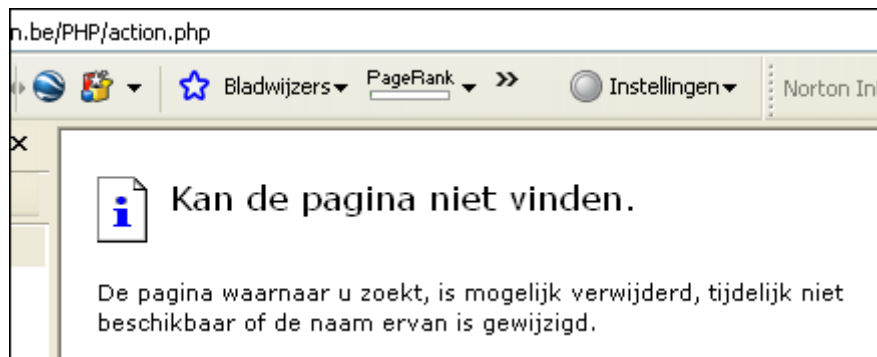 n.be/PHP/action.php
Bladwijzers PageRank » Instellingen Norton In
Kan de pagina niet vinden.
De pagina waarnaar u zoekt, is mogelijk verwijderd, tijdelijk niet
beschikbaar of de naam ervan is gewijzigd.